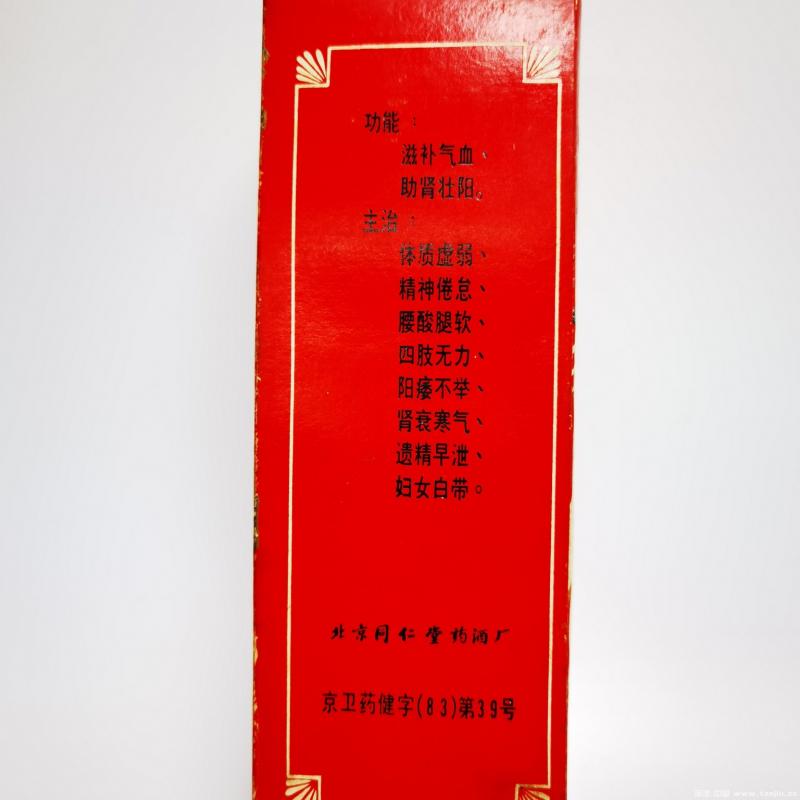 功能：
滋补气血、
助肾壮阳。
主治：
体质虚弱、
精神倦怠、
腰酸腿软、
四肢无力、
阳痿不举、
肾衰寒气、
遗精早泄、
妇女白带。
北京同仁堂药酒厂
京卫药健字(83)第39号